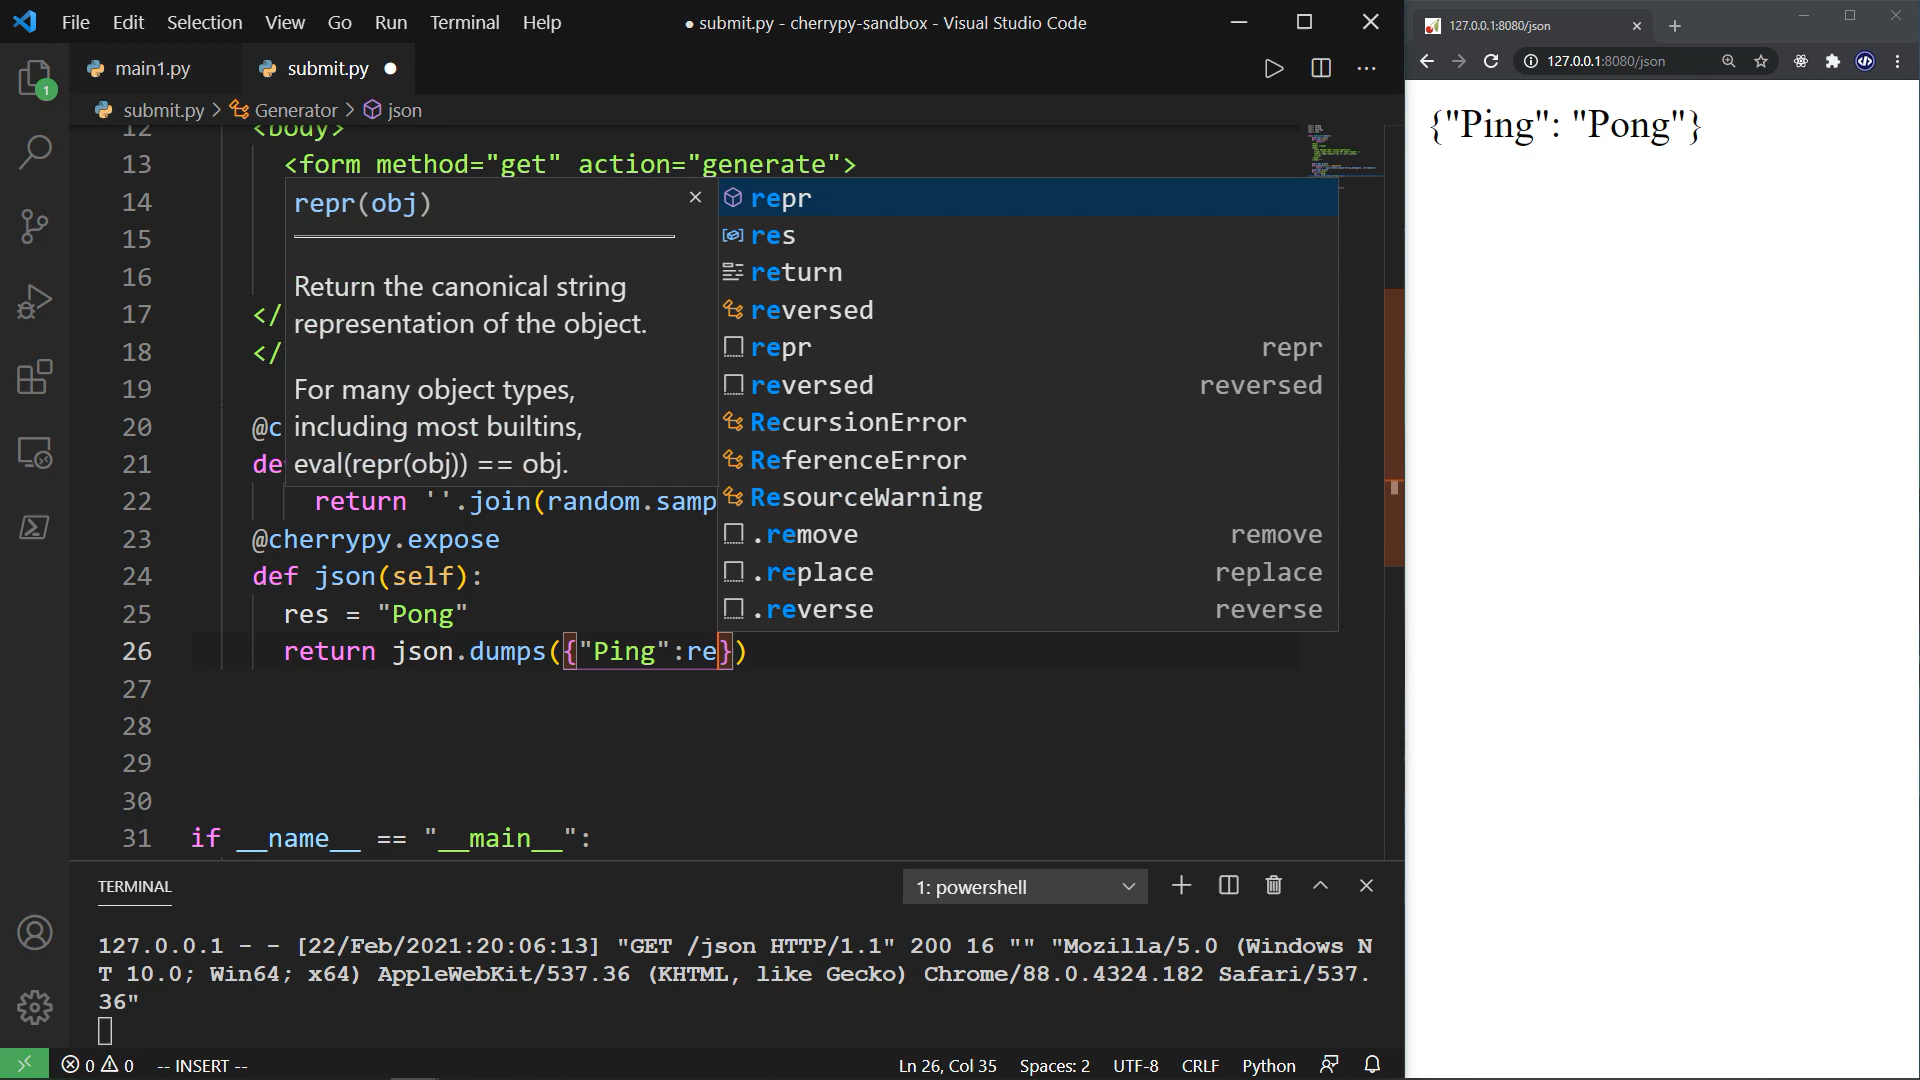 File Edit Selection View Go Run Terminal Help
● submit.py - cherrypy-sandbox - Visual Studio Code
main1.py
submit.py ●
submit.py > Generator > json
12 <body>
13 <form method="get" action="generate">
14
15
16
17 </
18 </
19
20 @c
21 de
22 return ''.join(random.samp
23 @cherrypy.expose
24 def json(self):
25 res = "Pong"
26 return json.dumps({"Ping":re})
27
28
29
30
31 if __name__ == "__main__":
repr(obj)
Return the canonical string
representation of the object.
For many object types,
including most builtins,
eval(repr(obj)) == obj.
repr
res
return
reversed
repr repr
reversed reversed
RecursionError
ReferenceError
ResourceWarning
.remove remove
.replace replace
.reverse reverse
1
TERMINAL
1: powershell
127.0.0.1 - - [22/Feb/2021:20:06:13] "GET /json HTTP/1.1" 200 16 "" "Mozilla/5.0 (Windows N
T 10.0; Win64; x64) AppleWebKit/537.36 (KHTML, like Gecko) Chrome/88.0.4324.182 Safari/537.
36"
0 0 -- INSERT --
Ln 26, Col 35 Spaces: 2 UTF-8 CRLF Python
127.0.0.1:8080/json
127.0.0.1:8080/json
{"Ping": "Pong"}